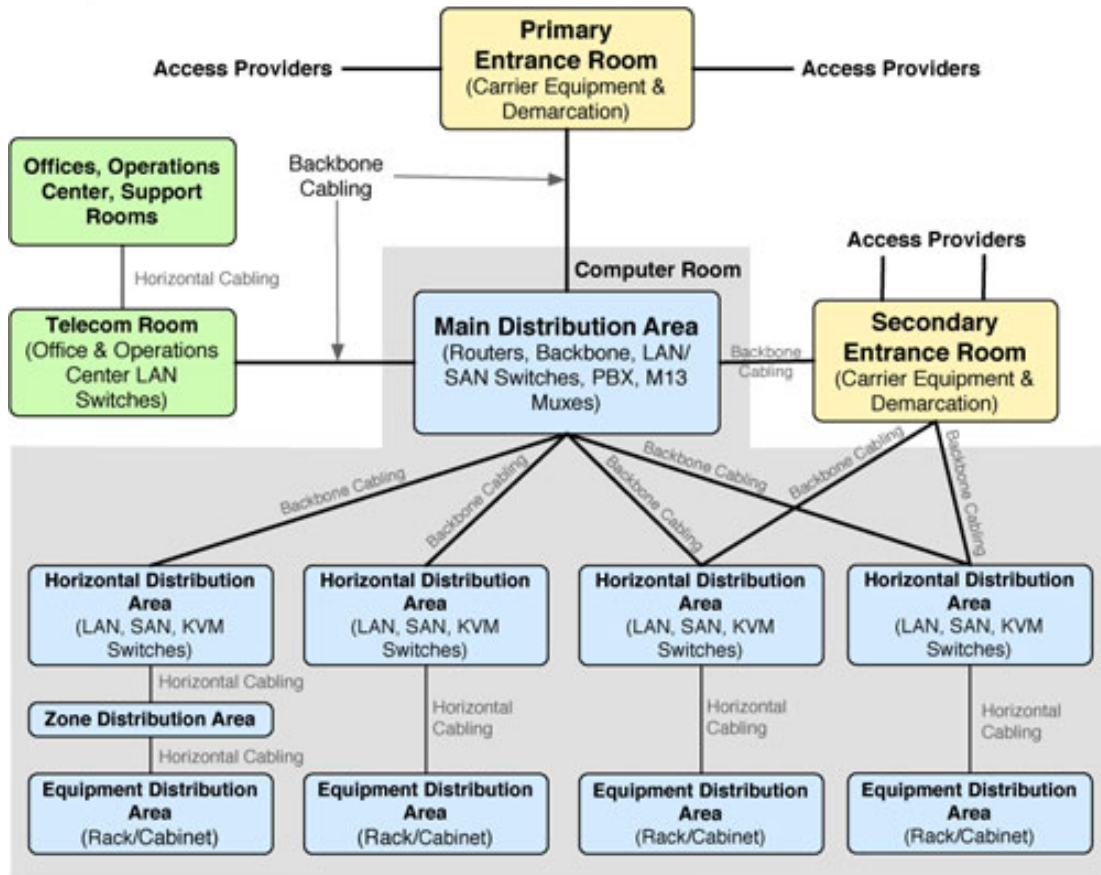 Primary
Entrance Room
(Carrier Equipment &
Demarcation)
Access Providers
Access Providers
Offices, Operations
Center, Support
Rooms
Backbone
Cabling
Horizontal Cabling
Access Providers
Computer Room
Telecom Room
(Office & Operations
Center LAN
Switches)
Main Distribution Area
(Routers, Backbone, LAN/
SAN Switches, PBX, M13
Muxes)
Backbone
Cabling
Secondary
Entrance Room
(Carrier Equipment &
Demarcation)
Backbone Cabling
Backbone Cabling
Backbone Cabling
Backbone Cabling
Backbone Cabling
Backbone Cabling
Horizontal Distribution
Area
(LAN, SAN, KVM
Switches)
Horizontal Distribution
Area
(LAN, SAN, KVM
Switches)
Horizontal Distribution
Area
(LAN, SAN, KVM
Switches)
Horizontal Distribution
Area
(LAN, SAN, KVM
Switches)
Horizontal Cabling
Zone Distribution Area
Horizontal Cabling
Horizontal
Cabling
Horizontal
Cabling
Horizontal
Cabling
Equipment Distribution
Area
(Rack/Cabinet)
Equipment Distribution
Area
(Rack/Cabinet)
Equipment Distribution
Area
(Rack/Cabinet)
Equipment Distribution
Area
(Rack/Cabinet)